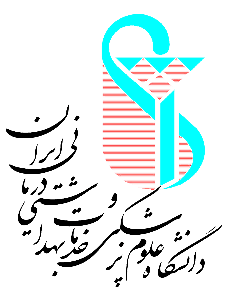 دانشگاه علوم پزشکی
و خدمات بهداشتی درمانی ایران